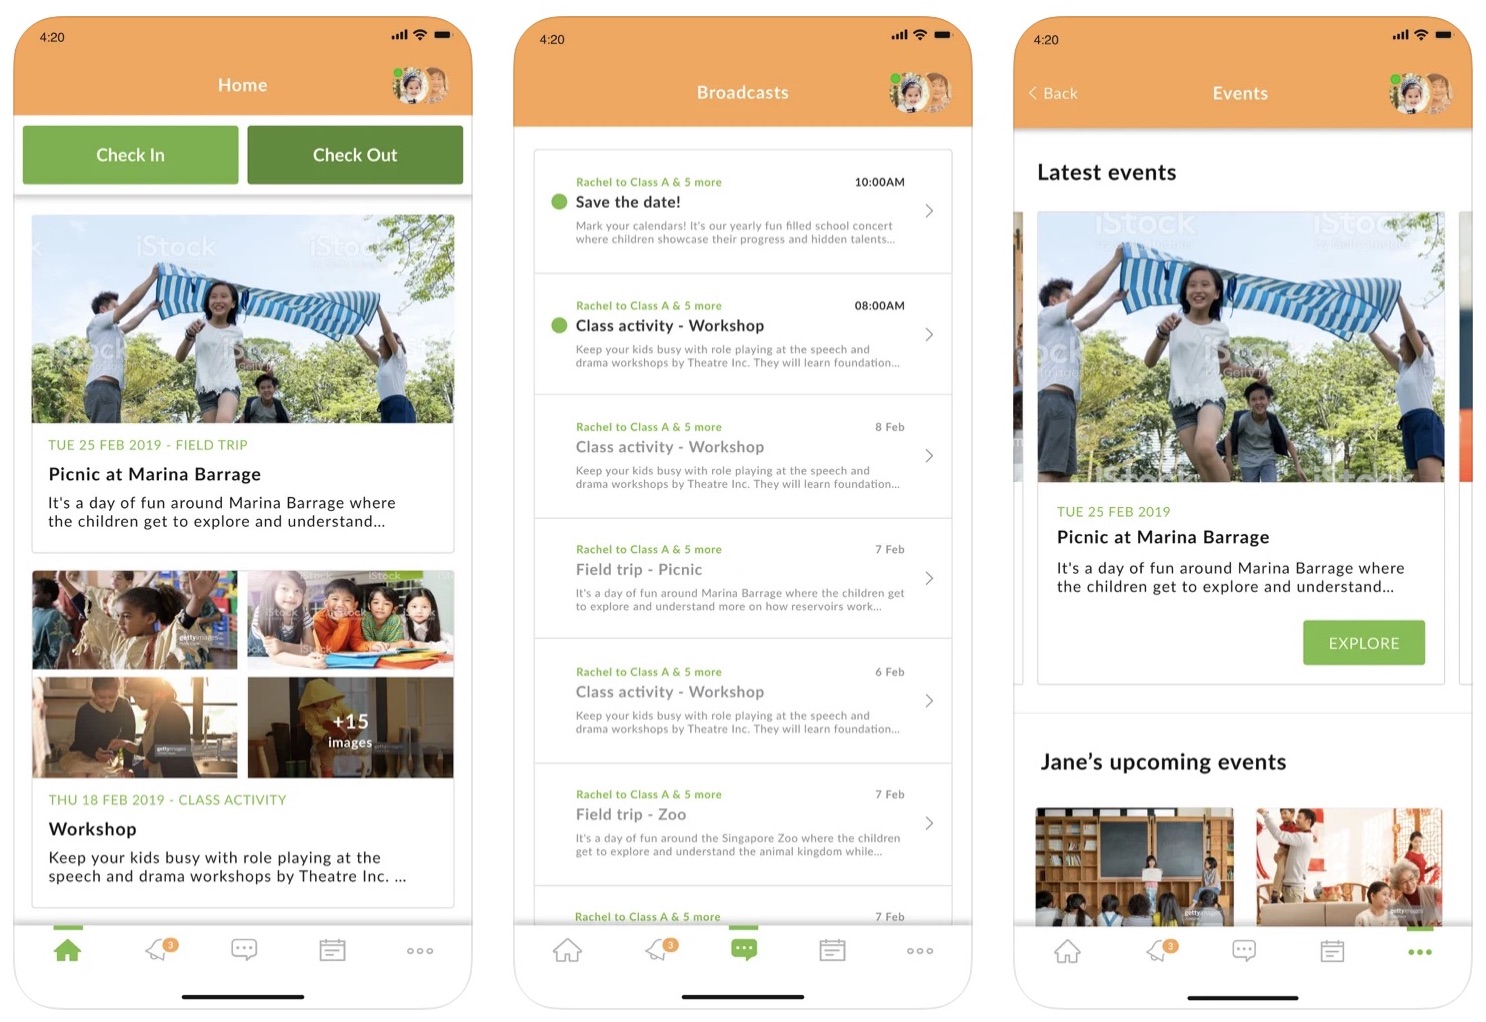 4:20
Home
Check In
Check Out
iStock
iStock
iStock
TUE 25 FEB 2019 - FIELD TRIP
Picnic at Marina Barrage
It's a day of fun around Marina Barrage where
the children get to explore and understand...
gettyimages
iStock
iStock
iStock
gettyimages
+15
images
THU 18 FEB 2019 - CLASS ACTIVITY
Workshop
Keep your kids busy with role playing at the
speech and drama workshops by Theatre Inc. ...
3
4:20
Broadcasts
Rachel to Class A & 5 more
10:00AM
Save the date!
Mark your calendars! It's our yearly fun filled school concert
where children showcase their progress and hidden talents...
Rachel to Class A & 5 more
08:00AM
Class activity - Workshop
Keep your kids busy with role playing at the speech and
drama workshops by Theatre Inc. They will learn foundation...
Rachel to Class A & 5 more
8 Feb
Class activity - Workshop
Keep your kids busy with role playing at the speech and
drama workshops by Theatre Inc. They will learn foundation...
Rachel to Class A & 5 more
7 Feb
Field trip - Picnic
It's a day of fun around Marina Barrage where the children get
to explore and understand more on how reservoirs work...
Rachel to Class A & 5 more
6 Feb
Class activity - Workshop
Keep your kids busy with role playing at the speech and
drama workshops by Theatre Inc. They will learn foundation...
Rachel to Class A & 5 more
7 Feb
Field trip - Zoo
It's a day of fun around the Singapore Zoo where the children
get to explore and understand the animal kingdom while...
Rachel to Class A & 5 more
7 Feb
3
4:20
Back
Events
Latest events
iStock
iStock
TUE 25 FEB 2019
Picnic at Marina Barrage
It's a day of fun around Marina Barrage where
the children get to explore and understand...
EXPLORE
Jane's upcoming events
gettyimages
gettyimages
3